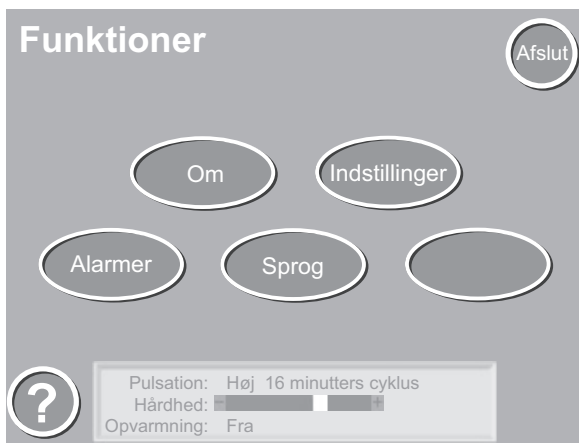 Funktioner
Afslut
Om
Indstillinger
Alarmer
Sprog
?
Pulsation: Høj 16 minutters cyklus
Hårdhed: - +
Opvarmning: Fra